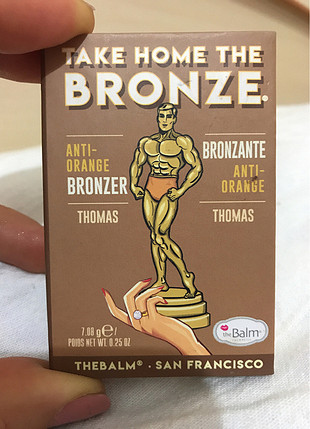 TAKE HOME THE
BRONZE.
ANTI-
ORANGE
BRONZER
THOMAS
BRONZANTE
ANTI-
ORANGE
THOMAS
7.08 g e /
POIDS NET WT. 0.25 OZ
theBalm
THEBALM® · SAN FRANCISCO